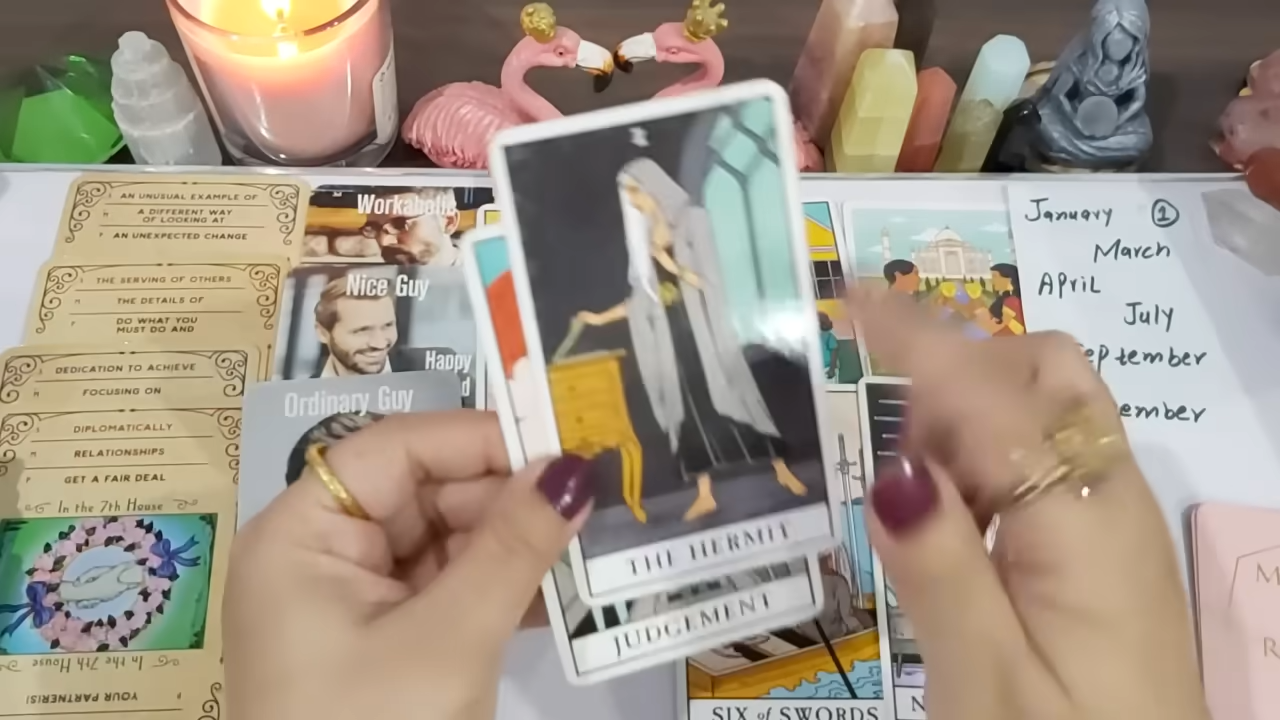 AN UNUSUAL EXAMPLE OF
A DIFFERENT WAY
OF LOOKING AT
AN UNEXPECTED CHANGE
THE SERVING OF OTHERS
THE DETAILS OF
DO WHAT YOU
MUST DO AND
DEDICATION TO ACHIEVE
FOCUSING ON
DIPLOMATICALLY
RELATIONSHIPS
GET A FAIR DEAL
In the 7th House
In the 7th House
YOUR PARTNER(S)
Workaholic
Nice Guy
Happy
Ordinary Guy
THE HERMIT
JUDGEMENT
SIX of SWORDS
N
January 1
March
April
July
eptember
ember
M
R